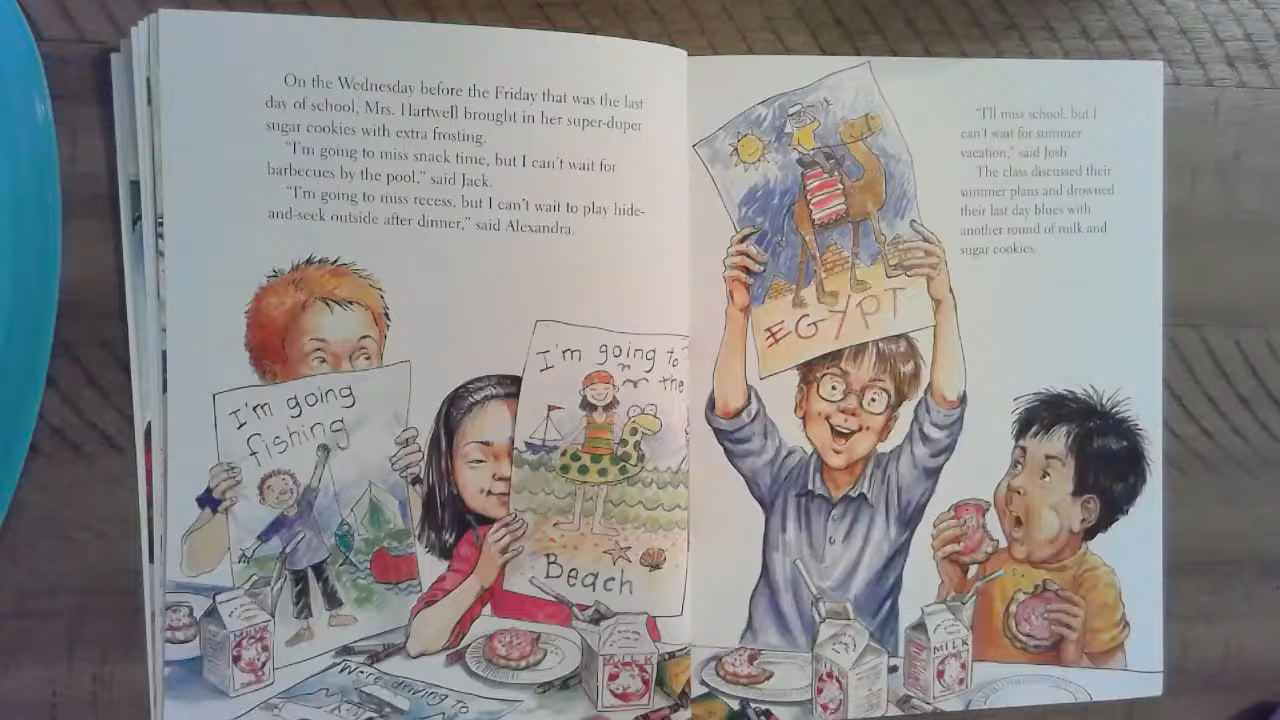 On the Wednesday before the Friday that was the last
day of school, Mrs. Hartwell brought in her super-duper
sugar cookies with extra frosting.
"I'm going to miss snack time, but I can't wait for
barbecues by the pool," said Jack.
"I'm going to miss recess, but I can't wait to play hide-
and-seek outside after dinner," said Alexandra.
I'm going
fishing
I'm going to
the
Beach
We're driving
To
MILK
EGYPT
"I'll miss school, but I
can't wait for summer
vacation," said Josh
The class discussed their
summer plans and drowned
their last day blues with
another round of milk and
sugar cookies.
MILK